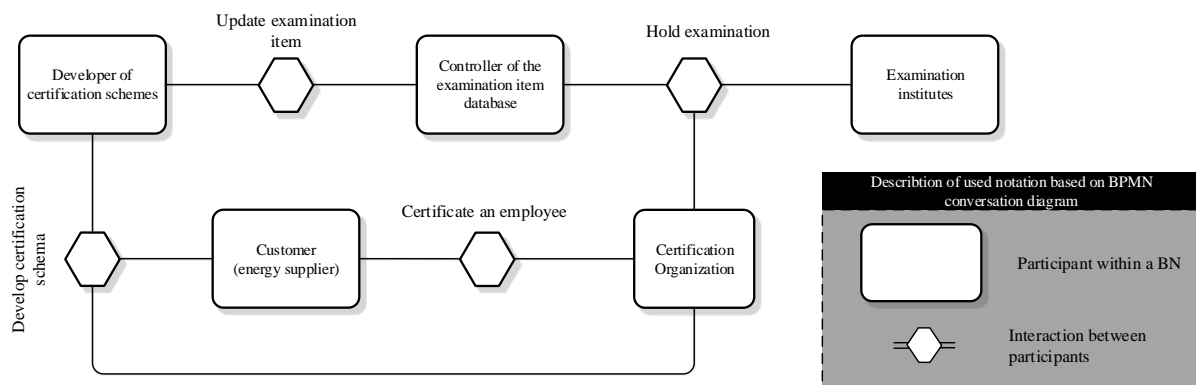 Update examination
item
Hold examination
Developer of
certification schemes
Controller of the
examination item
database
Examination
institutes
Develop certification
schema
Certificate an employee
Customer
(energy supplier)
Certification
Organization
Describtion of used notation based on BPMN
conversation diagram
Participant within a BN
Interaction between
participants